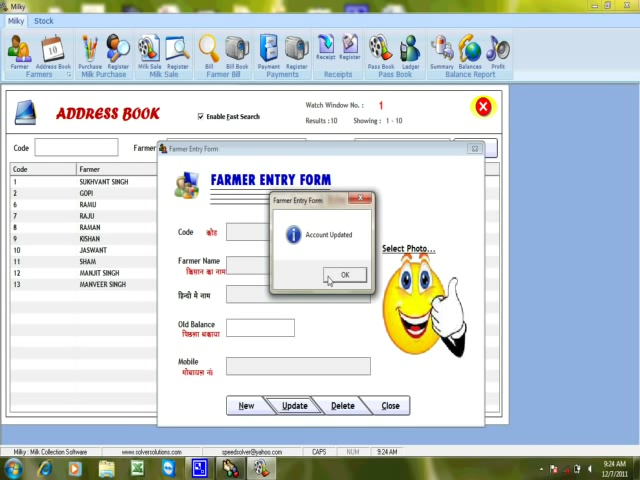 Milky
Milky Stock
Farmer Address Book Purchase Register Milk Sale Register Bill Bill Book Payment Register Receipt Register Pass Book Ledger Summary Balances Profit
Farmers Milk Purchase Milk Sale Farmer Bill Payments Receipts Pass Book Balance Report
ADDRESS BOOK
Enable Fast Search
Watch Window No. : 1
Results :10 Showing : 1 - 10
Code Farmer
Farmer Entry Form
Code Farmer
1 SUKHVANT SINGH
2 GOPI
6 RAMU
7 RAJU
8 RAMAN
9 KISHAN
10 JASWANT
11 SHAM
12 MANJIT SINGH
13 MANVEER SINGH
FARMER ENTRY FORM
Code कोड
Farmer Name
किसान का नाम
हिन्दी मे नाम
Old Balance
पिछला बकाया
Mobile
मोबायल नं
Select Photo...
Farmer Entry Form
Account Updated
OK
New Update Delete Close
Milky : Milk Collection Software www.solversolutions.com speedsolver@yahoo.com CAPS NUM 9:24 AM
9:24 AM
12/7/2011